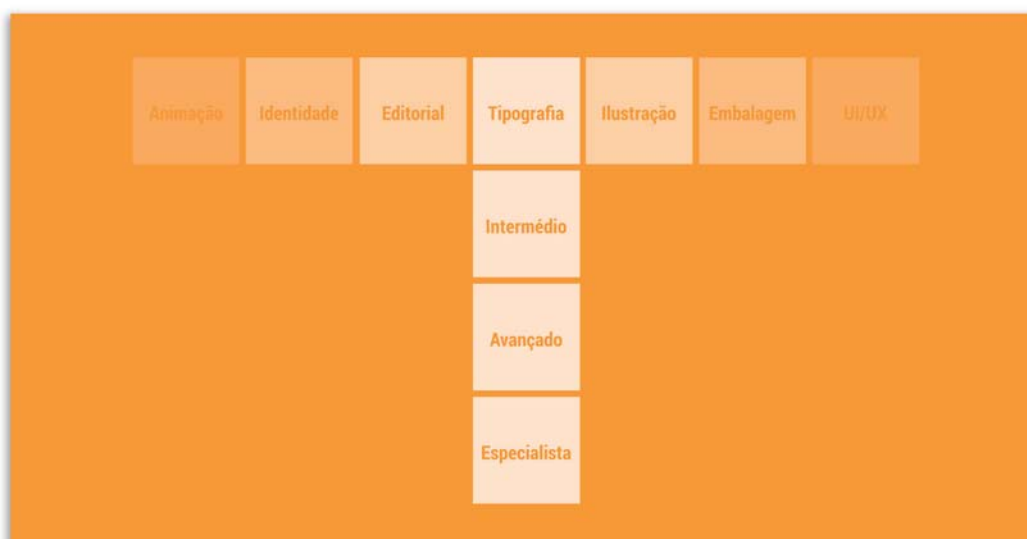 Animação Identidade Editorial Tipografia Ilustração Embalagem UI/UX
Intermédio
Avançado
Especialista